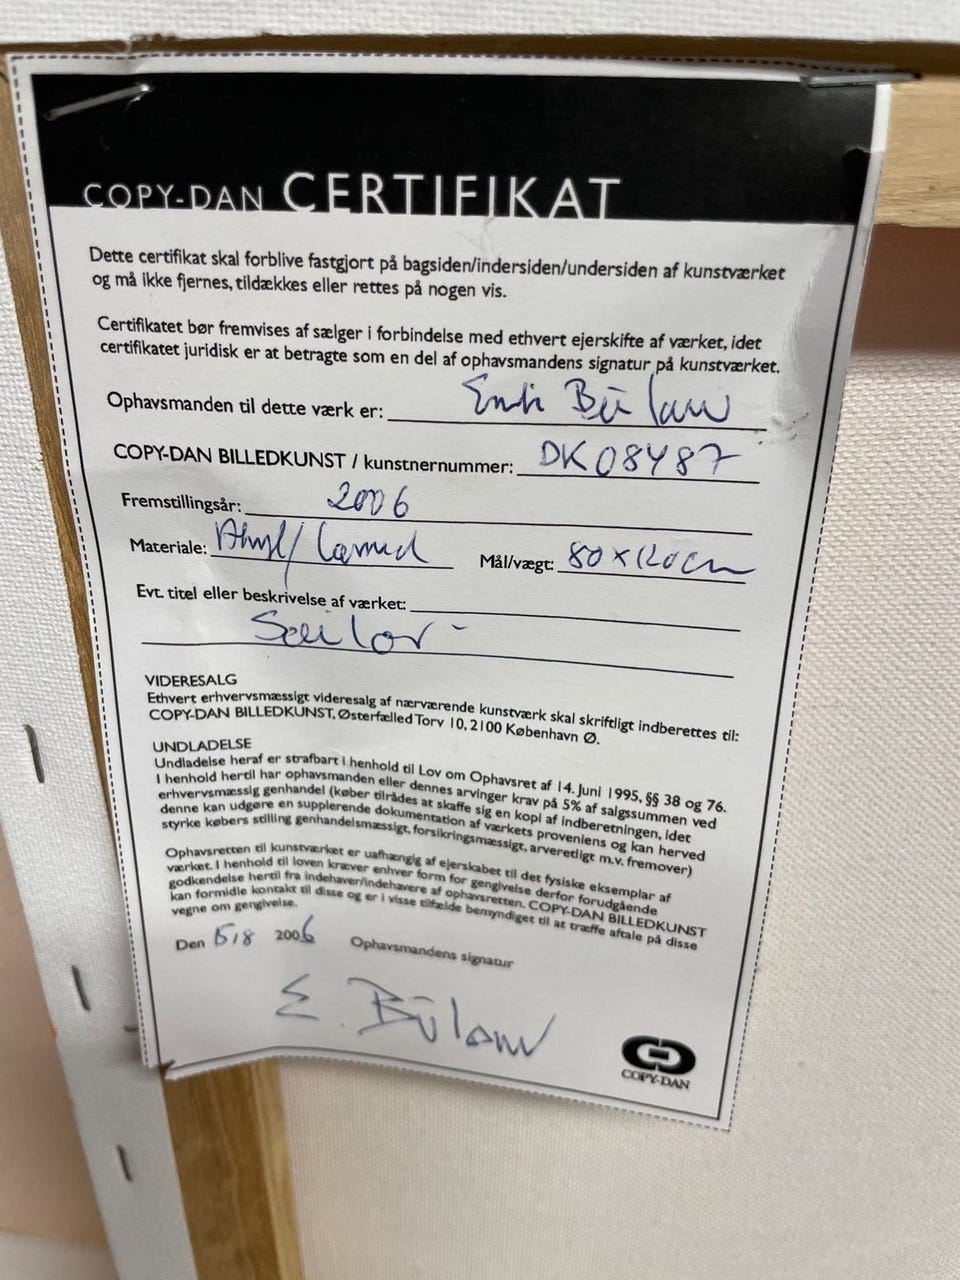 COPY-DAN CERTIFIKAT
Dette certifikat skal forblive fastgjort på bagsiden/indersiden/undersiden af kunstværket
og må ikke fjernes, tildækkes eller rettes på nogen vis.
Certifikatet bør fremvises af sælger i forbindelse med ethvert ejerskifte af værket, idet
certifikatet juridisk er at betragte som en del af ophavsmandens signatur på kunstværket.
Ophavsmanden til dette værk er: Bülow
COPY-DAN BILLEDKUNST / kunstnernummer: DK08487
Fremstillingsår: 2006
Materiale: Akryl/ Lærred Mål/vægt: 80 x 120 cm
Evt. titel eller beskrivelse af værket:
Sailor
VIDERESALG
Ethvert erhvervsmæssigt videresalg af nærværende kunstværk skal skriftligt indberettes til:
COPY-DAN BILLEDKUNST, Østerfælled Torv 10, 2100 København Ø.
UNDLADELSE
Undladelse heraf er strafbart i henhold til Lov om Ophavsret af 14. Juni 1995, §§ 38 og 76.
I henhold hertil har ophavsmanden eller dennes arvinger krav på 5% af salgssummen ved
erhvervsmæssig genhandel (køber tilrådes at skaffe sig en kopi af indberetningen, idet
denne kan udgøre en supplerende dokumentation af værkets proveniens og kan herved
styrke købers stilling genhandelsmæssigt, forsikringsmæssigt, arveretligt m.v. fremover)
Ophavsretten til kunstværket er uafhængig af ejerskabet til det fysiske eksemplar af
værket. I henhold til loven kræver enhver form for gengivelse derfor forudgående
godkendelse hertil fra indehaver/indehavere af ophavsretten. COPY-DAN BILLEDKUNST
kan formidle kontakt til disse og er i visse tilfælde bemyndiget til at træffe aftale på disse
vegne om gengivelse.
Den 15/8 2006 Ophavsmandens signatur
E. Bülow
COPY-DAN